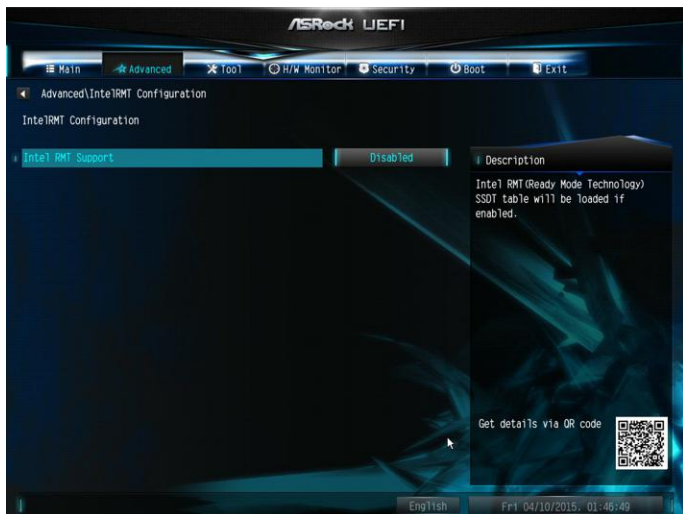 ASRock UEFI
Main Advanced Tool H/W Monitor Security Boot Exit
Advanced\IntelRMT Configuration
IntelRMT Configuration
Intel RMT Support Disabled
Description
Intel RMT(Ready Mode Technology)
SSDT table will be loaded if
enabled.
Get details via QR code
English Fri 04/10/2015. 01:46:49